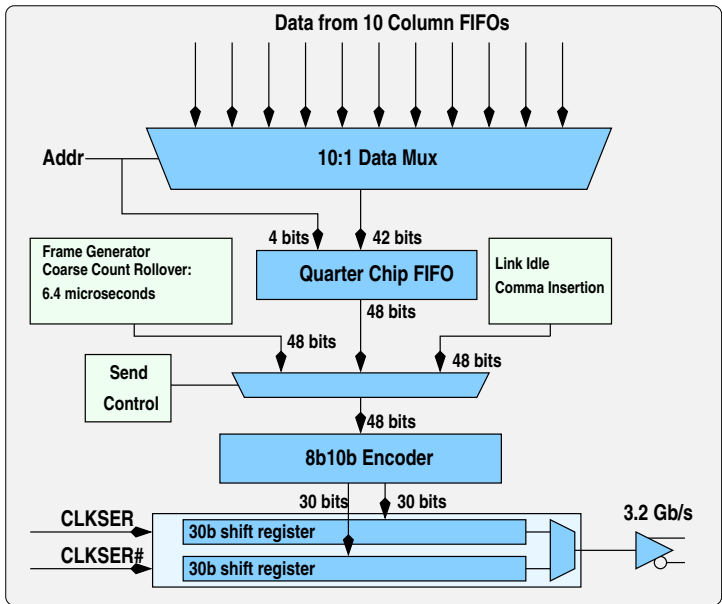 Data from 10 Column FIFOs
Addr
10:1 Data Mux
4 bits
42 bits
Frame Generator
Coarse Count Rollover:
6.4 microseconds
Quarter Chip FIFO
Link Idle
Comma Insertion
48 bits
48 bits
48 bits
Send
Control
48 bits
8b10b Encoder
30 bits
30 bits
CLKSER
30b shift register
3.2 Gb/s
CLKSER#
30b shift register